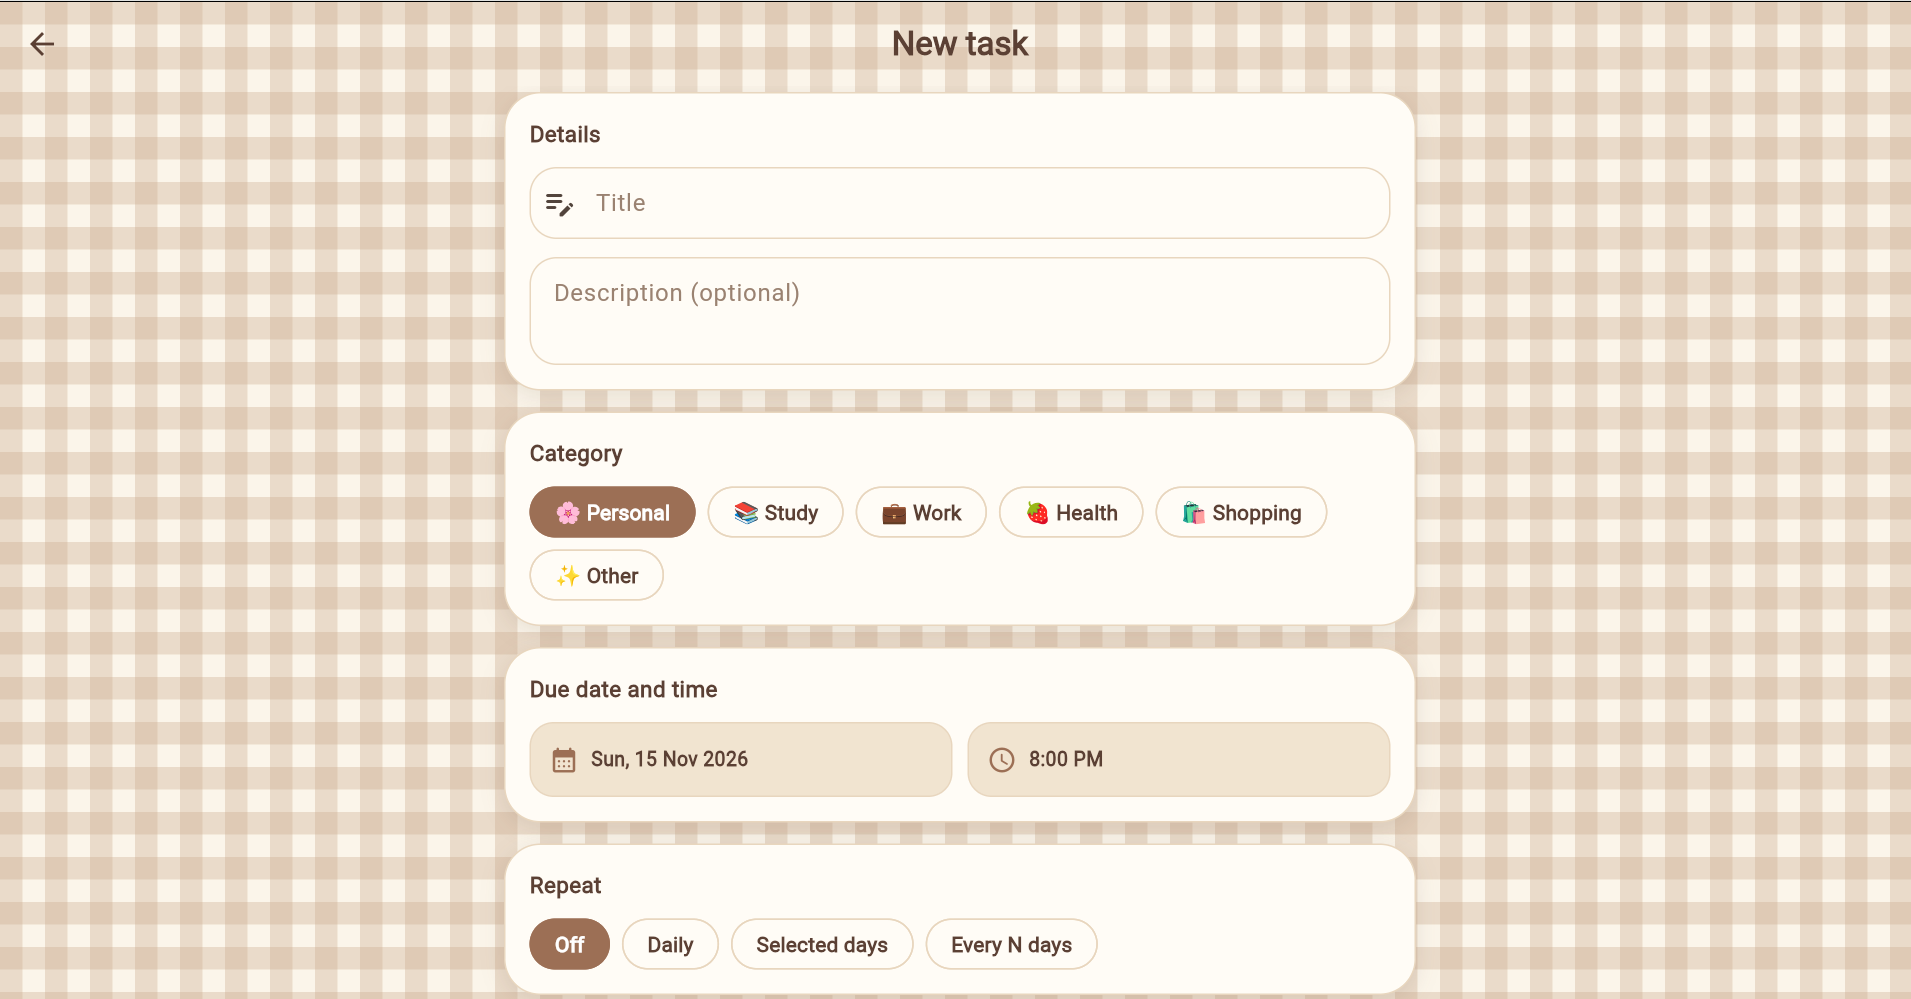 New task
Details
Title
Description (optional)
Category
🌸 Personal
📚 Study
💼 Work
🍓 Health
🛍️ Shopping
✨ Other
Due date and time
Sun, 15 Nov 2026
8:00 PM
Repeat
Off
Daily
Selected days
Every N days